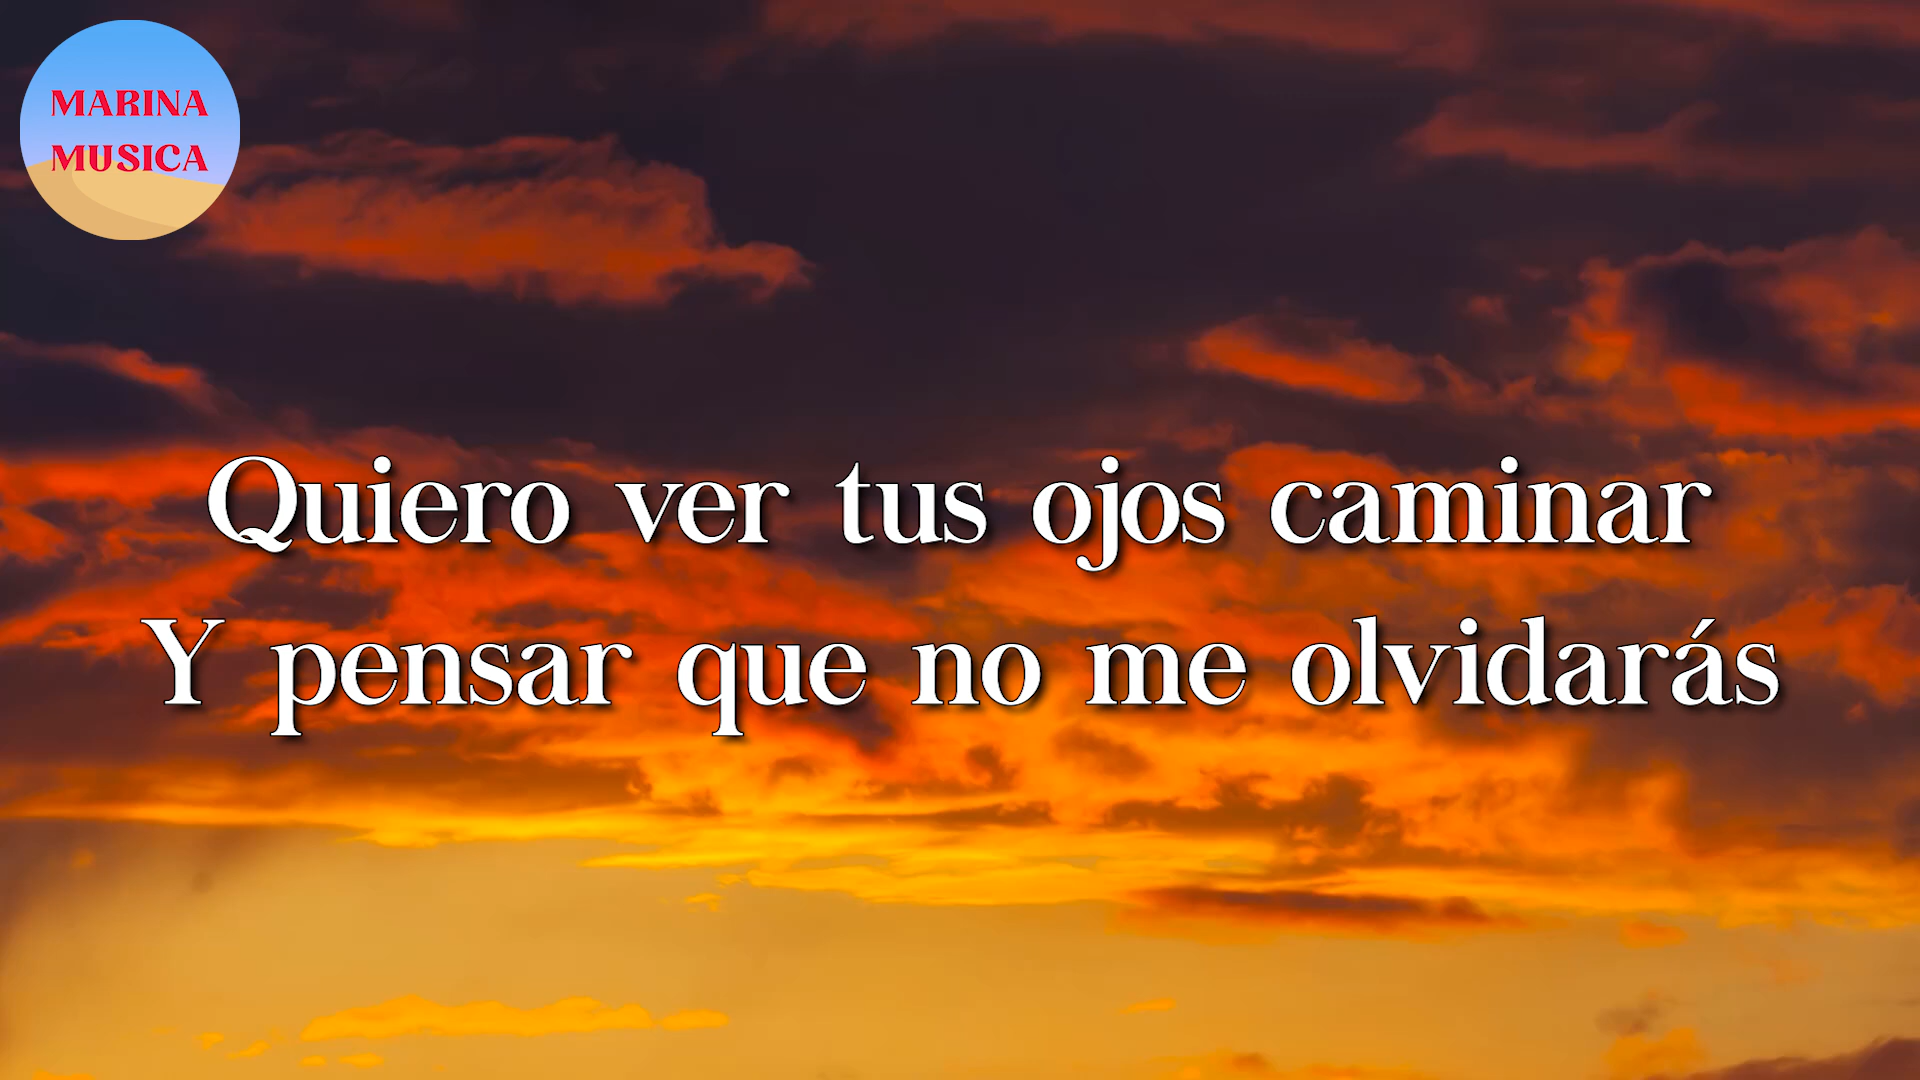 MARINA
MUSICA
Quiero ver tus ojos caminar
Y pensar que no me olvidarás